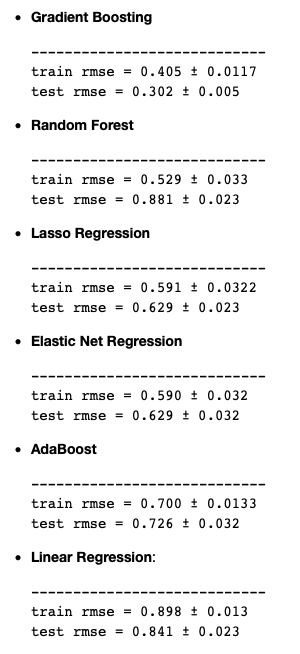 • Gradient Boosting
----------------------------
train rmse = 0.405 ± 0.0117
test rmse = 0.302 ± 0.005
• Random Forest
----------------------------
train rmse = 0.529 ± 0.033
test rmse = 0.881 ± 0.023
• Lasso Regression
----------------------------
train rmse = 0.591 ± 0.0322
test rmse = 0.629 ± 0.023
• Elastic Net Regression
----------------------------
train rmse = 0.590 ± 0.032
test rmse = 0.629 ± 0.032
• AdaBoost
----------------------------
train rmse = 0.700 ± 0.0133
test rmse = 0.726 ± 0.032
• Linear Regression:
----------------------------
train rmse = 0.898 ± 0.013
test rmse = 0.841 ± 0.023